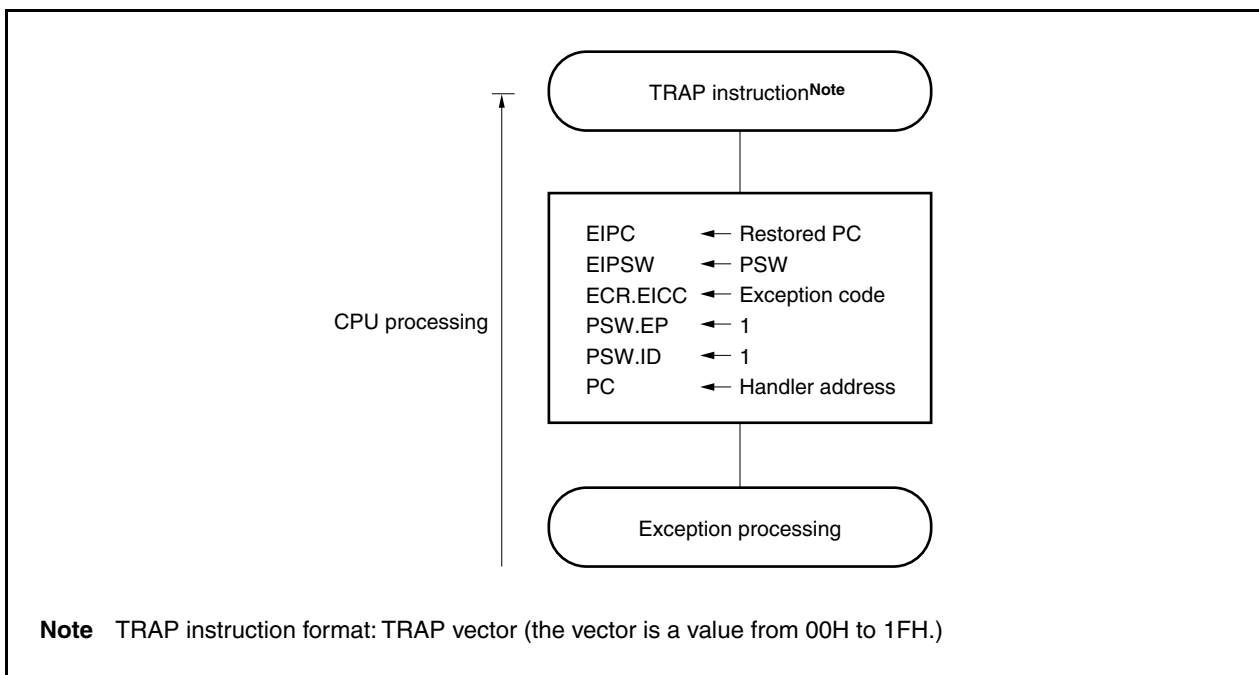 TRAP instructionNote
CPU processing
EIPC ← Restored PC
EIPSW ← PSW
ECR.EICC ← Exception code
PSW.EP ← 1
PSW.ID ← 1
PC ← Handler address
Exception processing
Note TRAP instruction format: TRAP vector (the vector is a value from 00H to 1FH.)